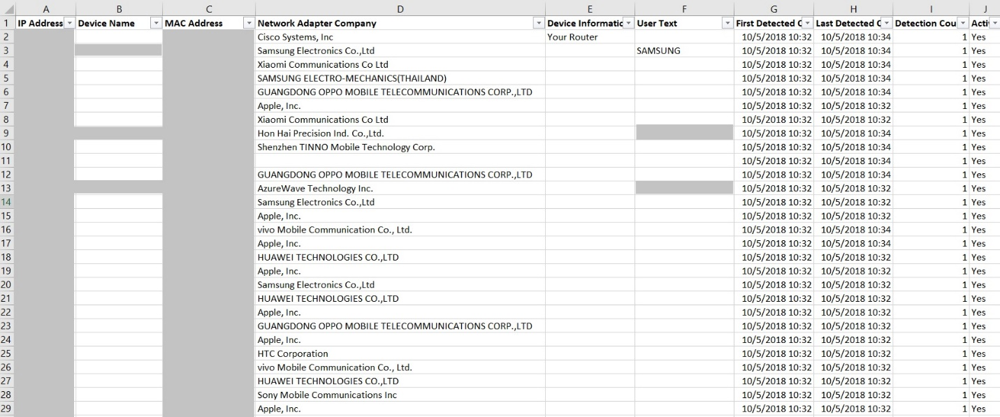 A B C D E F G H I J
1 IP Address Device Name MAC Address Network Adapter Company Device Informatic User Text First Detected C Last Detected C Detection Cou Acti
2 Cisco Systems, Inc Your Router 10/5/2018 10:32 10/5/2018 10:34 1 Yes
3 Samsung Electronics Co.,Ltd SAMSUNG 10/5/2018 10:32 10/5/2018 10:34 1 Yes
4 Xiaomi Communications Co Ltd 10/5/2018 10:32 10/5/2018 10:34 1 Yes
5 SAMSUNG ELECTRO-MECHANICS(THAILAND) 10/5/2018 10:32 10/5/2018 10:34 1 Yes
6 GUANGDONG OPPO MOBILE TELECOMMUNICATIONS CORP.,LTD 10/5/2018 10:32 10/5/2018 10:34 1 Yes
7 Apple, Inc. 10/5/2018 10:32 10/5/2018 10:32 1 Yes
8 Xiaomi Communications Co Ltd 10/5/2018 10:32 10/5/2018 10:32 1 Yes
9 Hon Hai Precision Ind. Co.,Ltd. 10/5/2018 10:32 10/5/2018 10:34 1 Yes
10 Shenzhen TINNO Mobile Technology Corp. 10/5/2018 10:32 10/5/2018 10:34 1 Yes
11 10/5/2018 10:32 10/5/2018 10:34 1 Yes
12 GUANGDONG OPPO MOBILE TELECOMMUNICATIONS CORP.,LTD 10/5/2018 10:32 10/5/2018 10:34 1 Yes
13 AzureWave Technology Inc. 10/5/2018 10:32 10/5/2018 10:32 1 Yes
14 Samsung Electronics Co.,Ltd 10/5/2018 10:32 10/5/2018 10:32 1 Yes
15 Apple, Inc. 10/5/2018 10:32 10/5/2018 10:32 1 Yes
16 vivo Mobile Communication Co., Ltd. 10/5/2018 10:32 10/5/2018 10:34 1 Yes
17 Apple, Inc. 10/5/2018 10:32 10/5/2018 10:34 1 Yes
18 HUAWEI TECHNOLOGIES CO.,LTD 10/5/2018 10:32 10/5/2018 10:32 1 Yes
19 Apple, Inc. 10/5/2018 10:32 10/5/2018 10:32 1 Yes
20 Samsung Electronics Co.,Ltd 10/5/2018 10:32 10/5/2018 10:32 1 Yes
21 HUAWEI TECHNOLOGIES CO.,LTD 10/5/2018 10:32 10/5/2018 10:32 1 Yes
22 Apple, Inc. 10/5/2018 10:32 10/5/2018 10:32 1 Yes
23 GUANGDONG OPPO MOBILE TELECOMMUNICATIONS CORP.,LTD 10/5/2018 10:32 10/5/2018 10:32 1 Yes
24 Apple, Inc. 10/5/2018 10:32 10/5/2018 10:32 1 Yes
25 HTC Corporation 10/5/2018 10:32 10/5/2018 10:32 1 Yes
26 vivo Mobile Communication Co., Ltd. 10/5/2018 10:32 10/5/2018 10:32 1 Yes
27 HUAWEI TECHNOLOGIES CO.,LTD 10/5/2018 10:32 10/5/2018 10:32 1 Yes
28 Sony Mobile Communications Inc 10/5/2018 10:32 10/5/2018 10:32 1 Yes
29 Apple, Inc. 10/5/2018 10:32 10/5/2018 10:32 1 Yes